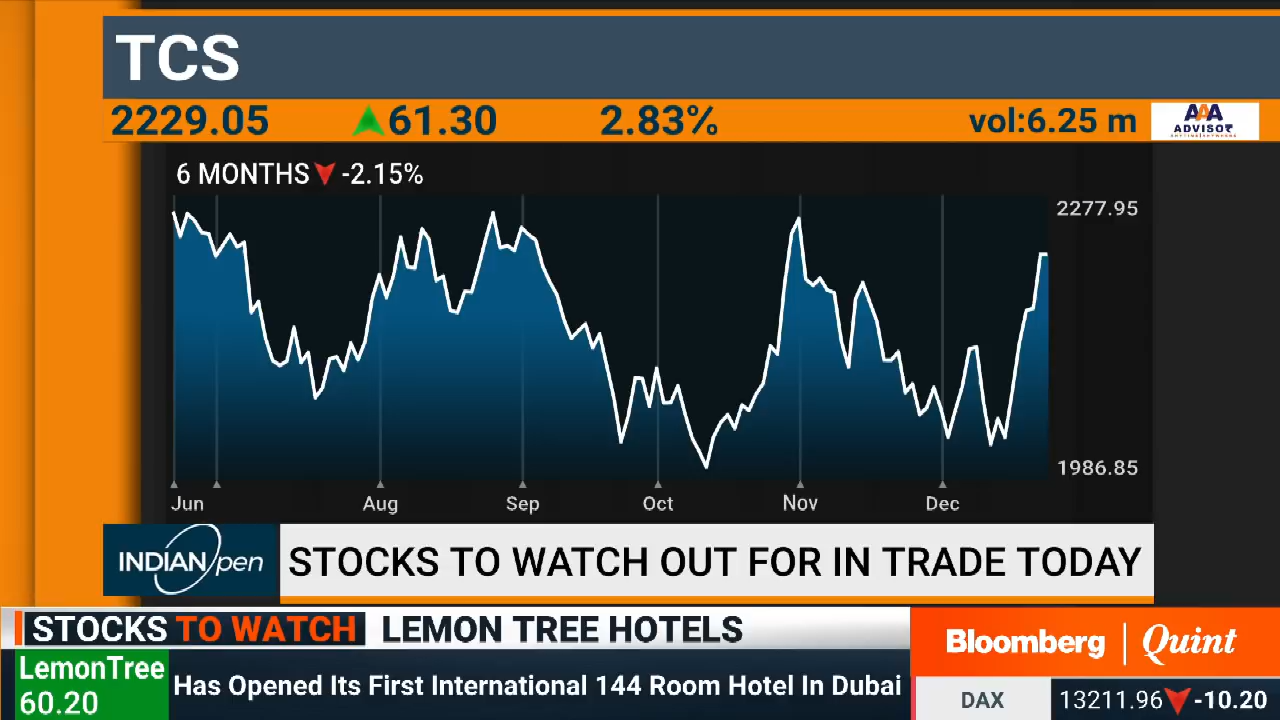 TCS
2229.05 61.30 2.83% vol:6.25 m
AAA
ADVISOR
6 MONTHS -2.15%
2277.95
1986.85
Jun Aug Sep Oct Nov Dec
INDIAN Open
STOCKS TO WATCH OUT FOR IN TRADE TODAY
STOCKS TO WATCH LEMON TREE HOTELS
Bloomberg | Quint
LemonTree
60.20
Has Opened Its First International 144 Room Hotel In Dubai
DAX 13211.96 -10.20